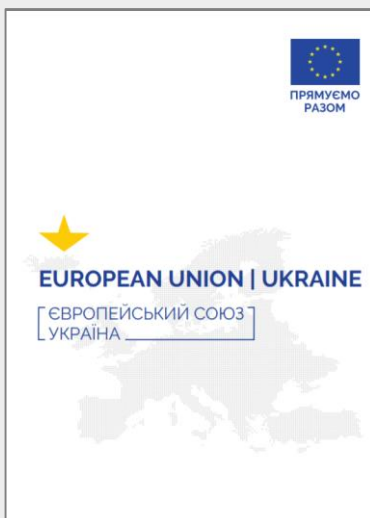 ПРЯМУЄМО
РАЗОМ
EUROPEAN UNION | UKRAINE
ЄВРОПЕЙСЬКИЙ СОЮЗ
УКРАЇНА